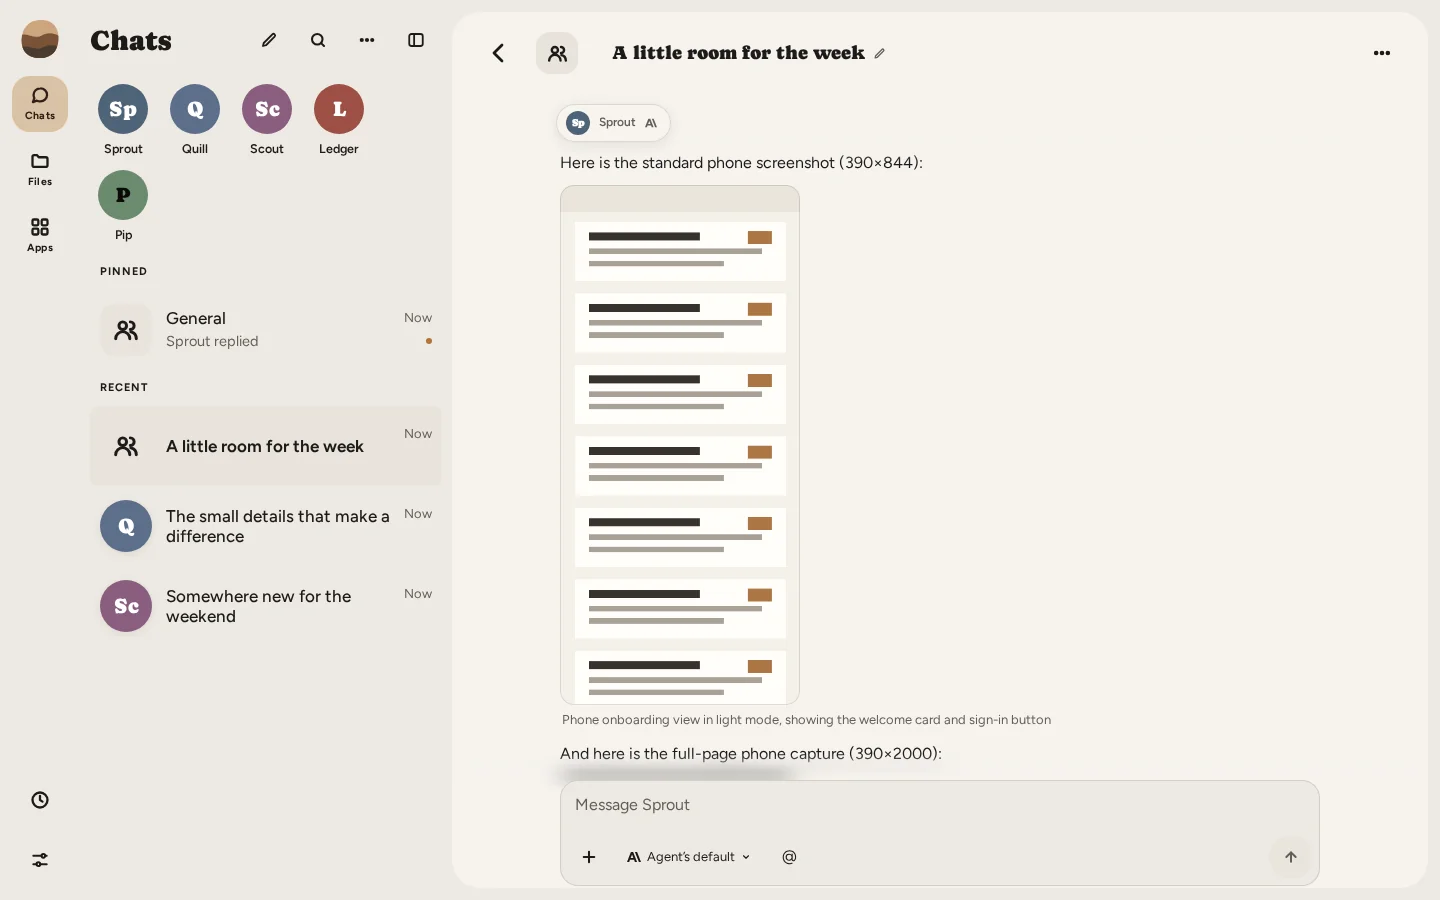 Chats
Chats
Files
Apps
Sp
Q
Sc
L
Sprout
Quill
Scout
Ledger
P
Pip
PINNED
General
Now
Sprout replied
RECENT
A little room for the week
Now
Q
The small details that make a difference
Now
Sc
Somewhere new for the weekend
Now
A little room for the week
Sp
Sprout
Here is the standard phone screenshot (390×844):
Phone onboarding view in light mode, showing the welcome card and sign-in button
And here is the full-page phone capture (390×2000):
Message Sprout
Agent's default
@